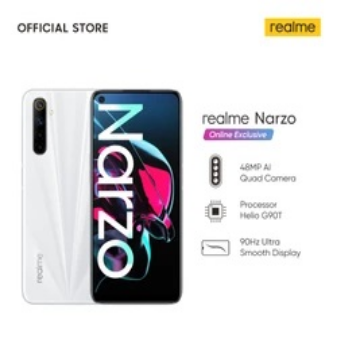 OFFICIAL STORE
realme
realme Narzo
Online Exclusive
48MP AI
Quad Camera
Processor
Helio G90T
90Hz Ultra
Smooth Display
Narzo
realme